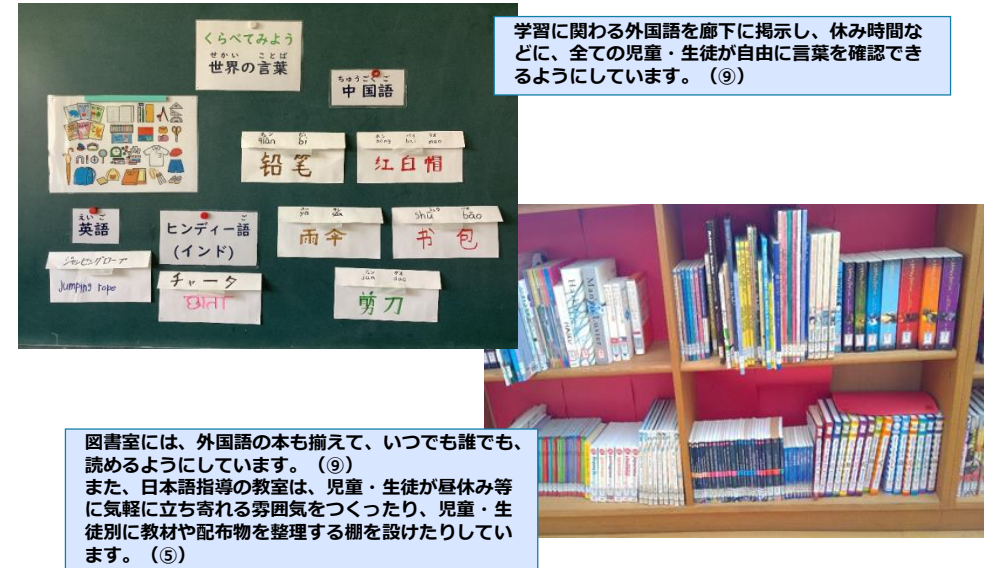 くらべてみよう
せかい ことば
世界の言葉
ちゅうごくご
中国語
学習に関わる外国語を廊下に掲示し、休み時間な
どに、全ての児童・生徒が自由に言葉を確認でき
るようにしています。（⑨）
qiān bǐ
铅笔
红白帽
雨伞
shū bāo
书包
剪刀
えいご
英語
ジャンピングロープ
Jumping rope
ご
ヒンディー語
(インド)
チャータ
छाता
図書室には、外国語の本も揃えて、いつでも誰でも、
読めるようにしています。（⑨）
また、日本語指導の教室は、児童・生徒が昼休み等
に気軽に立ち寄れる雰囲気をつくったり、児童・生
徒別に教材や配布物を整理する棚を設けたりしてい
ます。（⑤）